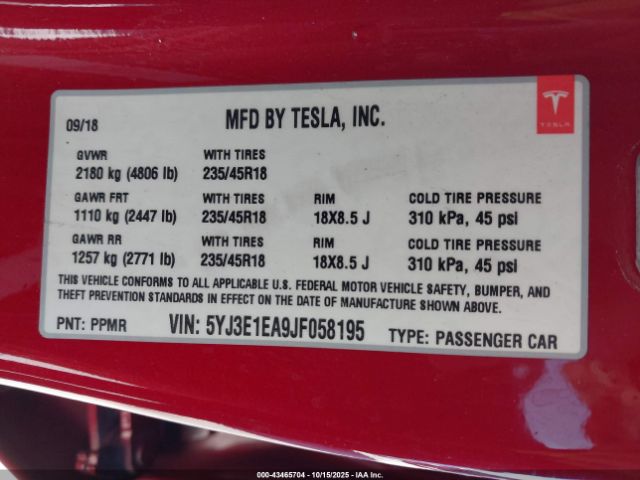 09/18 MFD BY TESLA, INC.
TESLA
GVWR WITH TIRES
2180 kg (4806 lb) 235/45R18
GAWR FRT WITH TIRES RIM COLD TIRE PRESSURE
1110 kg (2447 lb) 235/45R18 18X8.5 J 310 kPa, 45 psi
GAWR RR WITH TIRES RIM COLD TIRE PRESSURE
1257 kg (2771 lb) 235/45R18 18X8.5 J 310 kPa, 45 psi
THIS VEHICLE CONFORMS TO ALL APPLICABLE U.S. FEDERAL MOTOR VEHICLE SAFETY, BUMPER, AND
THEFT PREVENTION STANDARDS IN EFFECT ON THE DATE OF MANUFACTURE SHOWN ABOVE.
PNT: PPMR VIN: 5YJ3E1EA9JF058195 TYPE: PASSENGER CAR
000-43465704 - 10/15/2025 - IAA Inc.